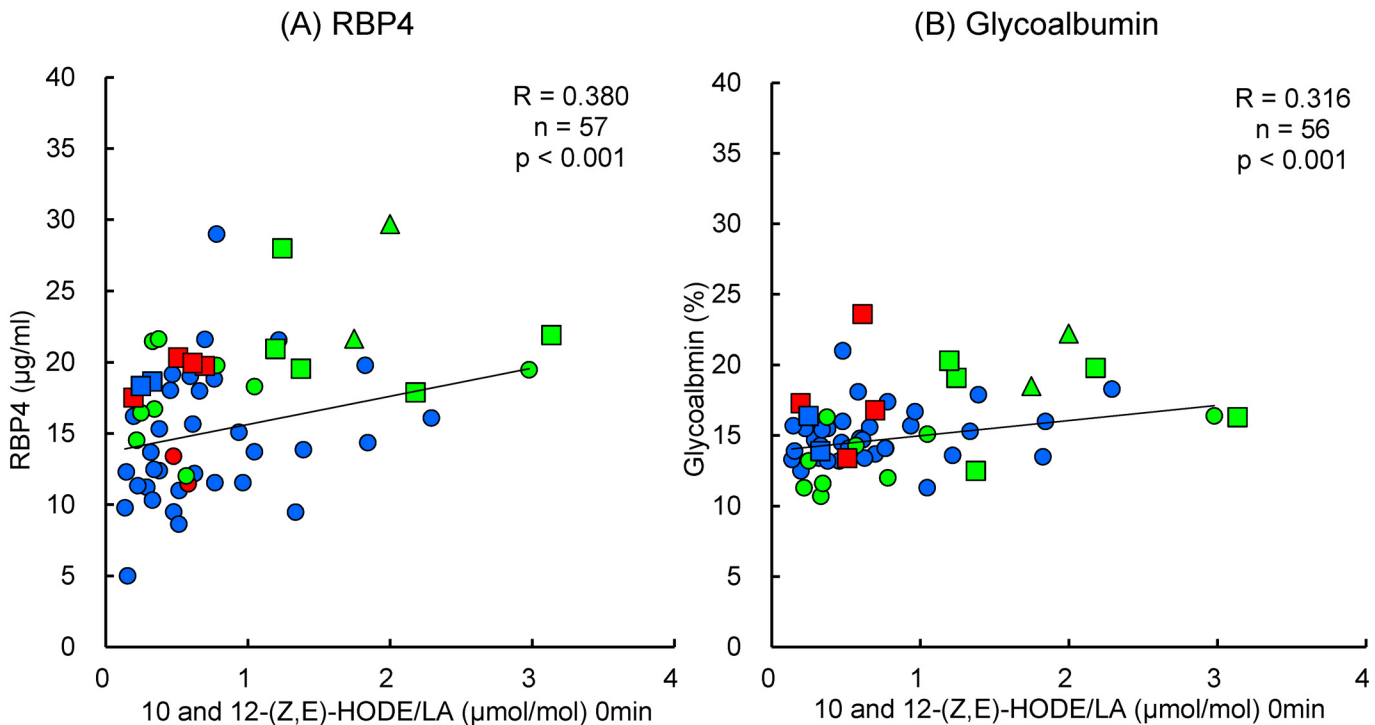 (A) RBP4
R = 0.380
n = 57
p < 0.001
RBP4 (μg/ml)
40
35
30
25
20
15
10
5
0
0 1 2 3 4
10 and 12-(Z,E)-HODE/LA (μmol/mol) 0min
(B) Glycoalbumin
R = 0.316
n = 56
p < 0.001
Glycoalbmin (%)
40
35
30
25
20
15
10
5
0
0 1 2 3 4
10 and 12-(Z,E)-HODE/LA (μmol/mol) 0min